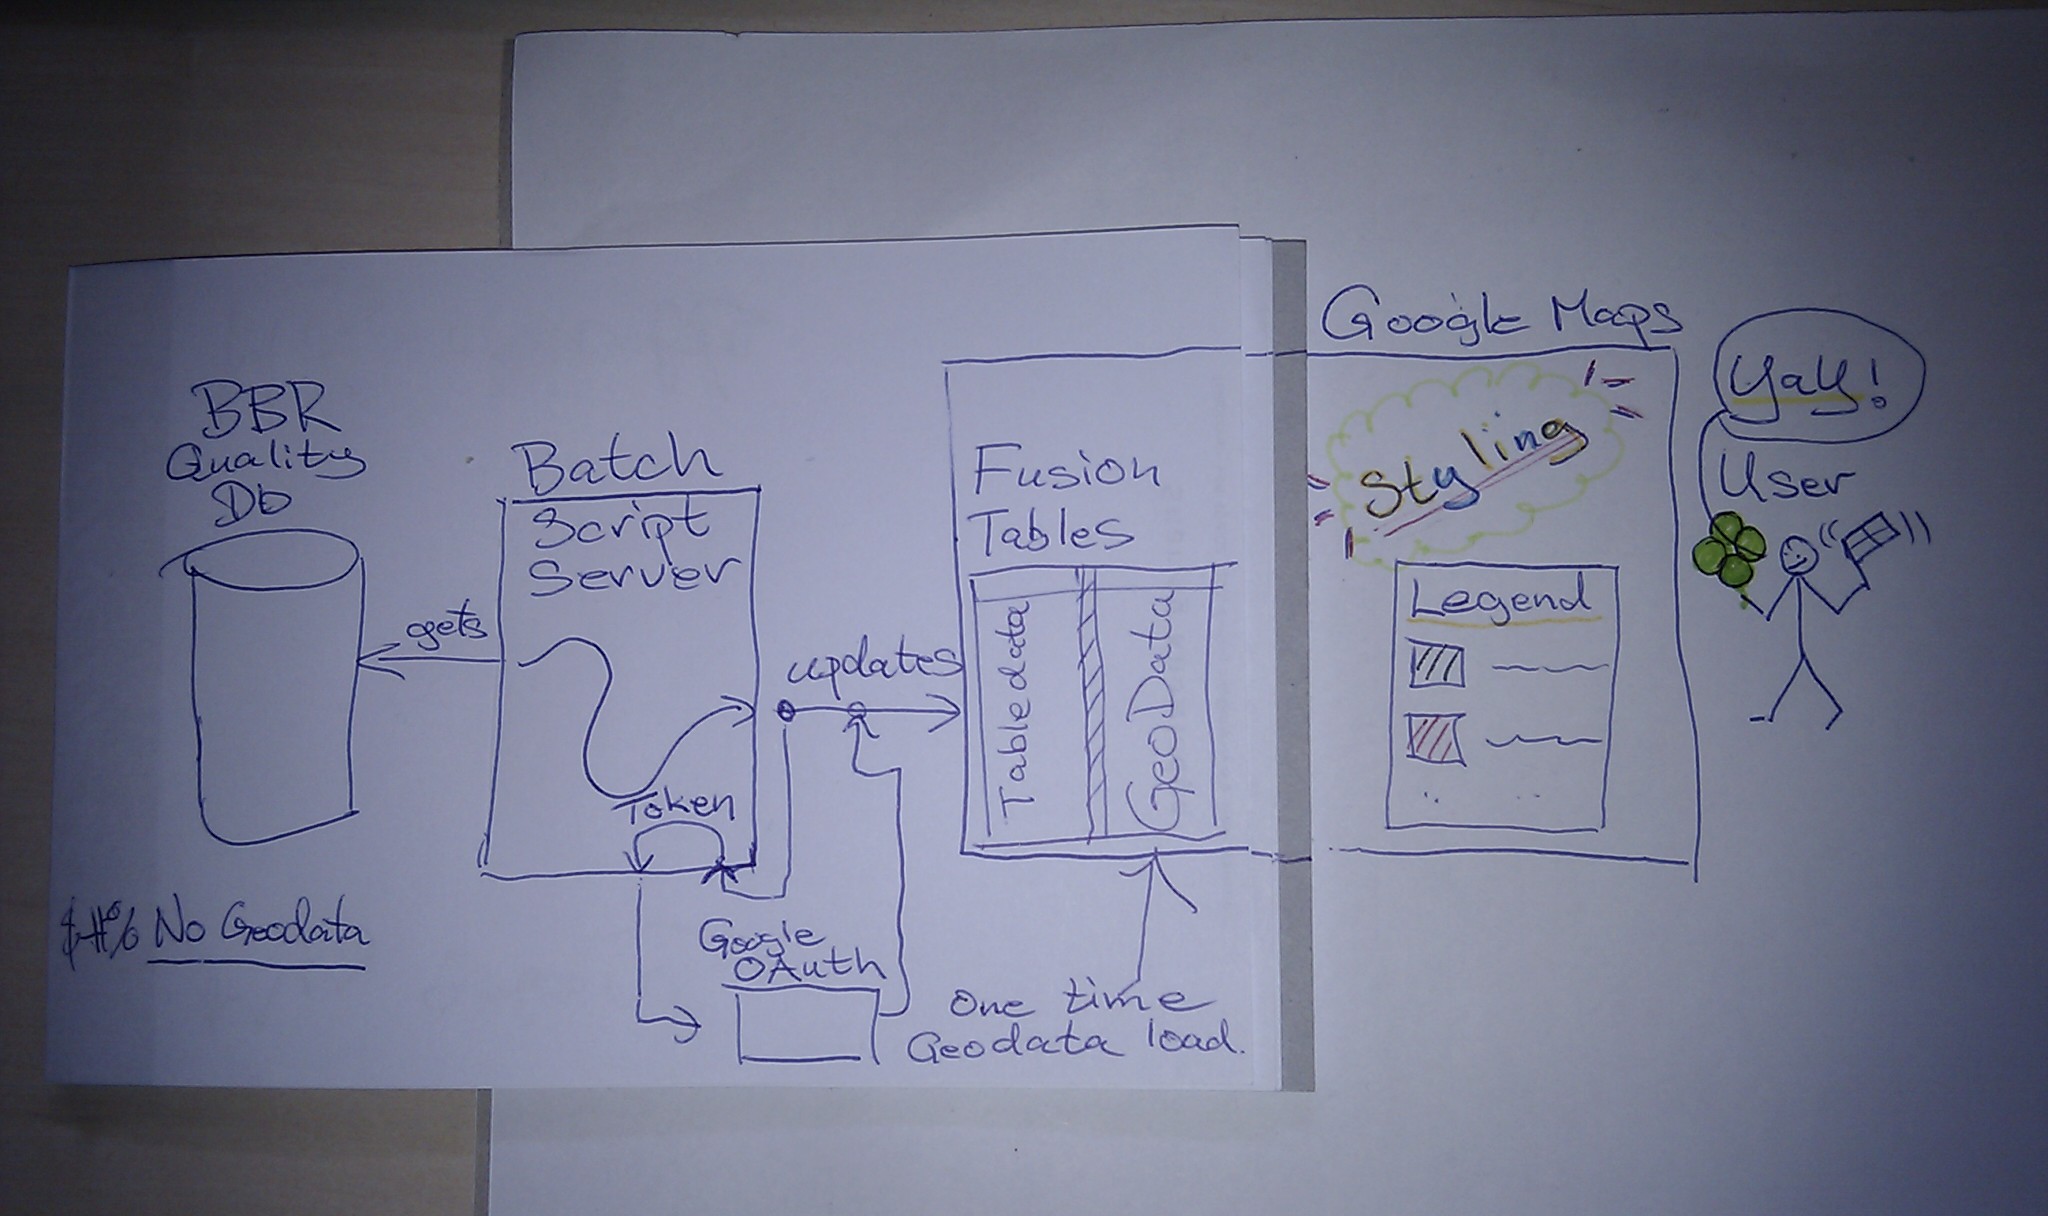 BBR
Quality
Db
$#% No Geodata
gets
Batch
Script
Server
Token
updates
Google
OAuth
Fusion
Tables
Tabledata
GeoData
One time
Geodata load.
Google Maps
Styling
Legend
Yay!
User